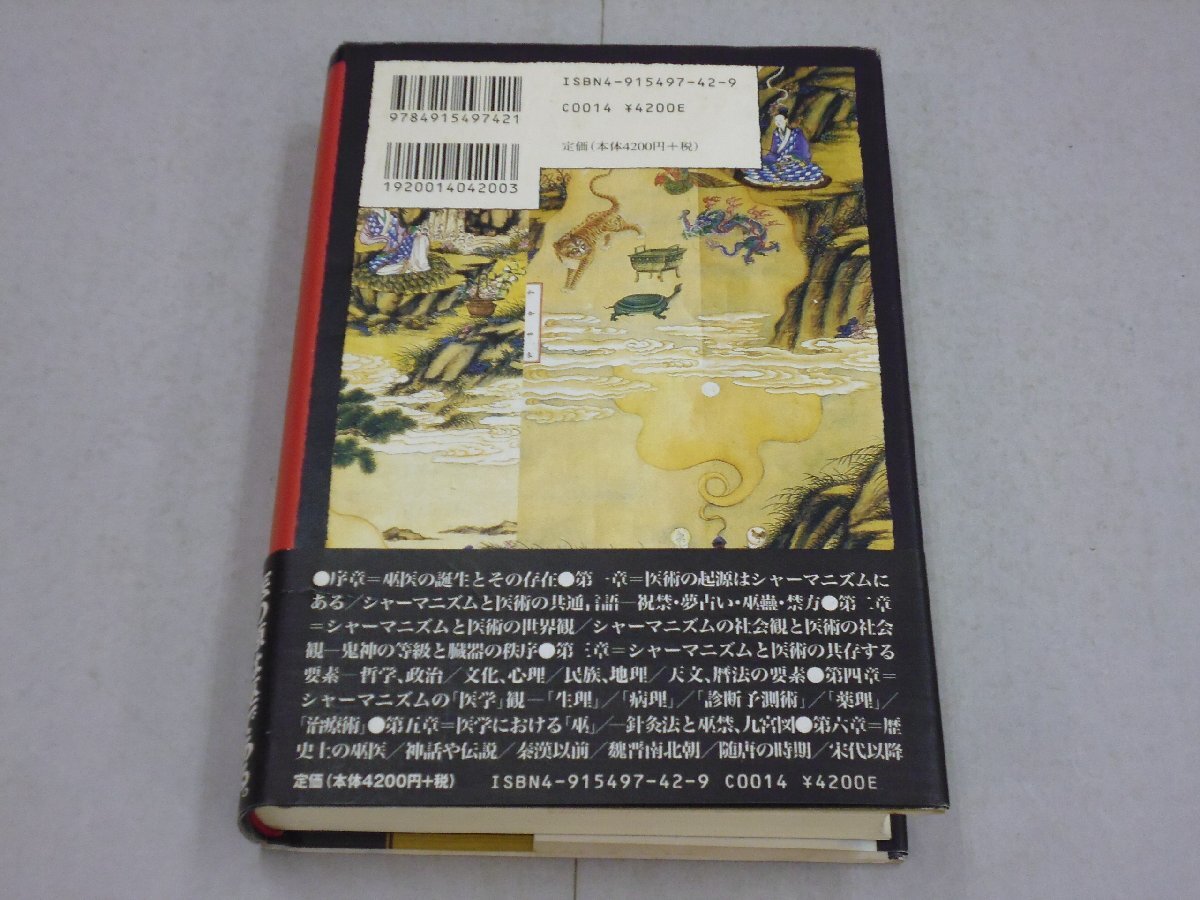 9784915497421
1920014042003
ISBN4-915497-42-9
C0014 ¥4200E
定価(本体4200円+税)
●序章=巫医の誕生とその存在●第一章=医術の起源はシャーマニズムに
ある/シャーマニズムと医術の共通言語─祝禁・夢占い・巫蠱・禁方●第二章
=シャーマニズムと医術の世界観/シャーマニズムの社会観と医術の社会
観─鬼神の等級と臓器の秩序●第三章=シャーマニズムと医術の共存する
要素─哲学、政治/文化、心理/民族、地理/天文、暦法の要素●第四章=
シャーマニズムの「医学」観─「生理」/「病理」/「診断予測術」/「薬理」/
「治療術」●第五章=医学における「巫」─針灸法と巫禁、九宮図●第六章=歴
史上の巫医/神話や伝説/秦漢以前/魏晋南北朝/随唐の時期/宋代以降
定価(本体4200円+税) ISBN4-915497-42-9 C0014 ¥4200E